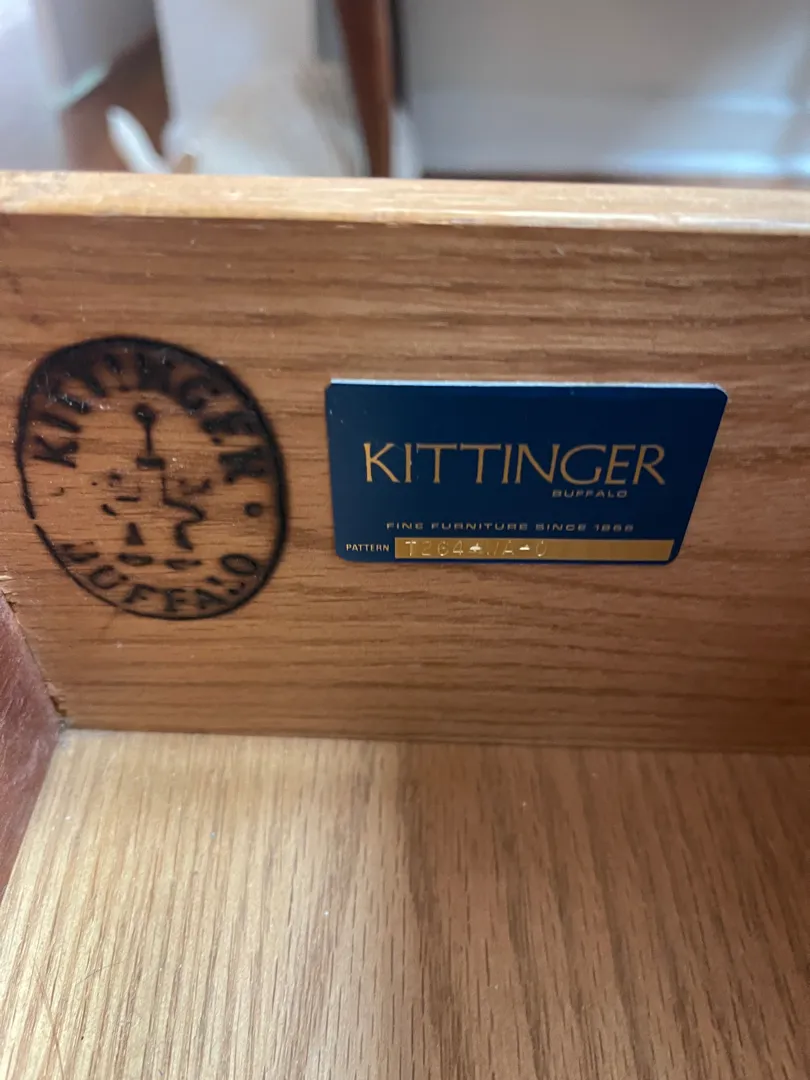 KITTINGER
BUFFALO
KITTINGER
BUFFALO
FINE FURNITURE SINCE 1866
PATTERN